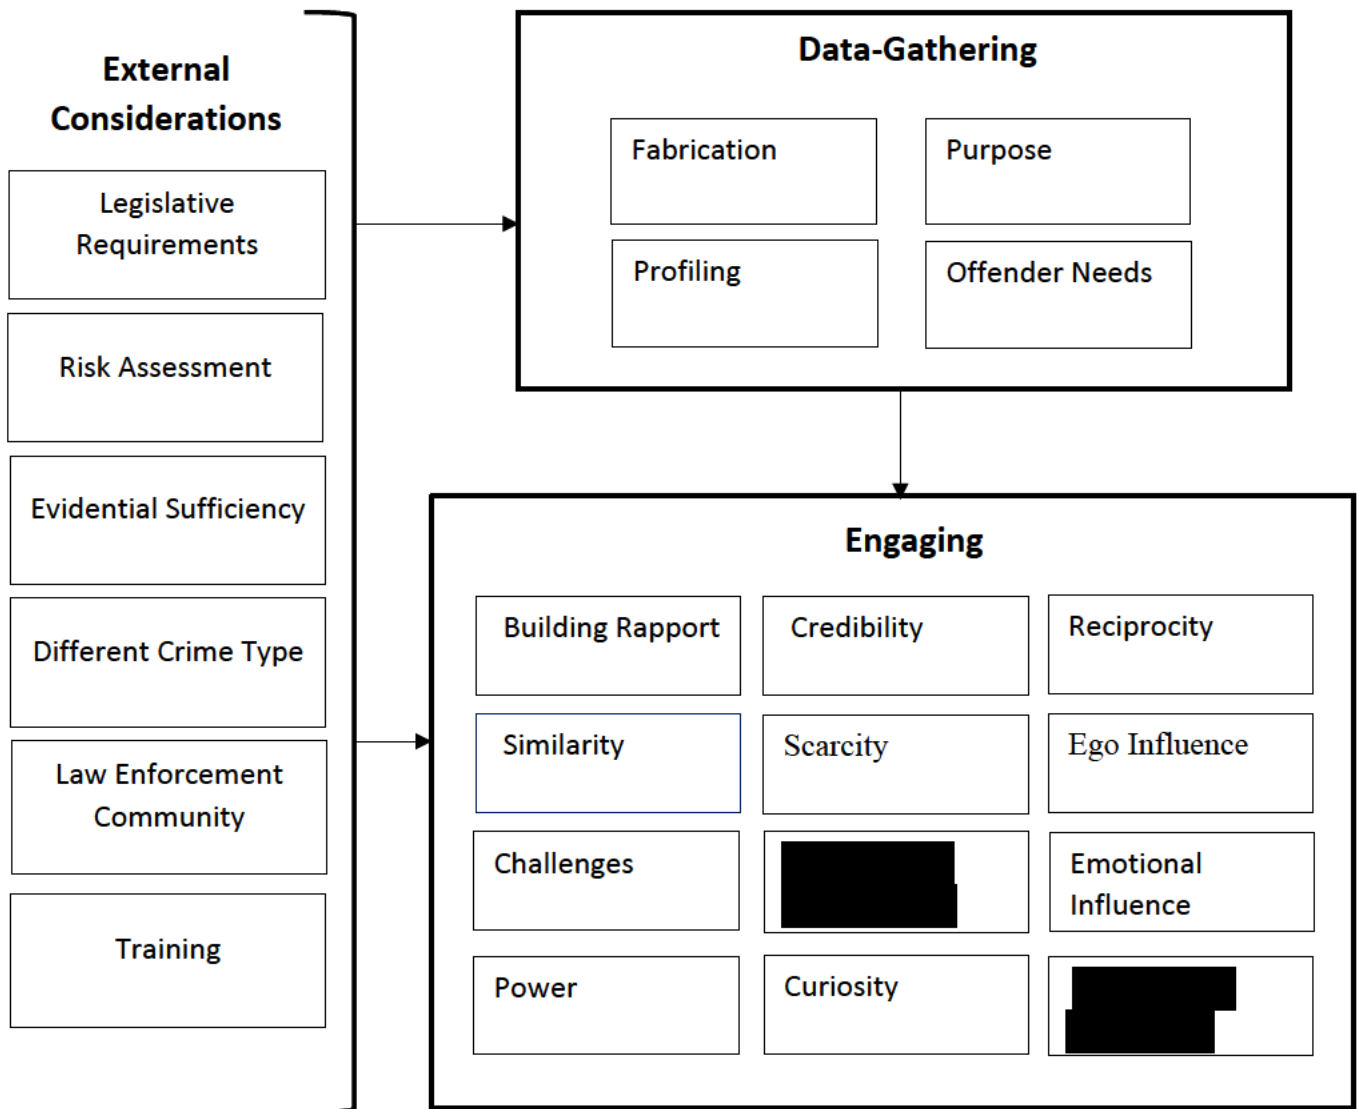 External
Considerations
Legislative
Requirements
Risk Assessment
Evidential Sufficiency
Different Crime Type
Law Enforcement
Community
Training
Data-Gathering
Fabrication
Purpose
Profiling
Offender Needs
Engaging
Building Rapport
Credibility
Reciprocity
Similarity
Scarcity
Ego Influence
Challenges
Emotional
Influence
Power
Curiosity